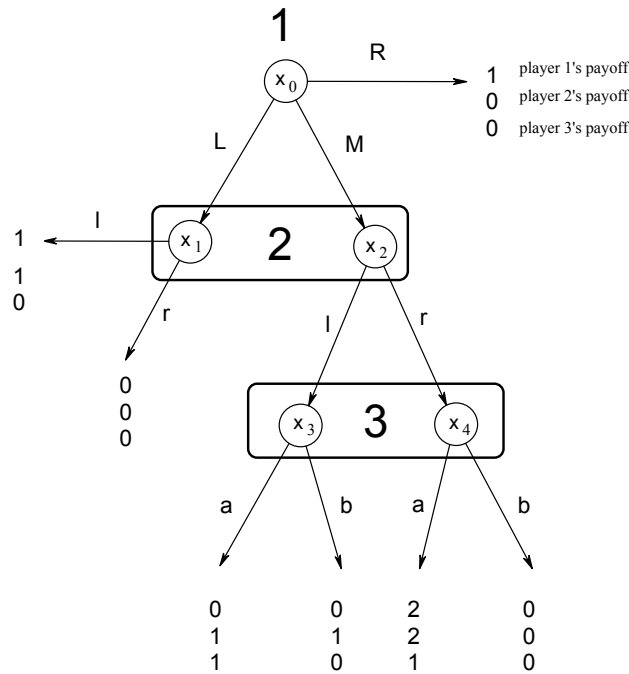 1
R
x0
1 player 1's payoff
0 player 2's payoff
0 player 3's payoff
L
M
1
1
0
l
x1
2
x2
r
l
r
0
0
0
x3
3
x4
a
b
a
b
0 0 2 0
1 1 2 0
1 0 1 0